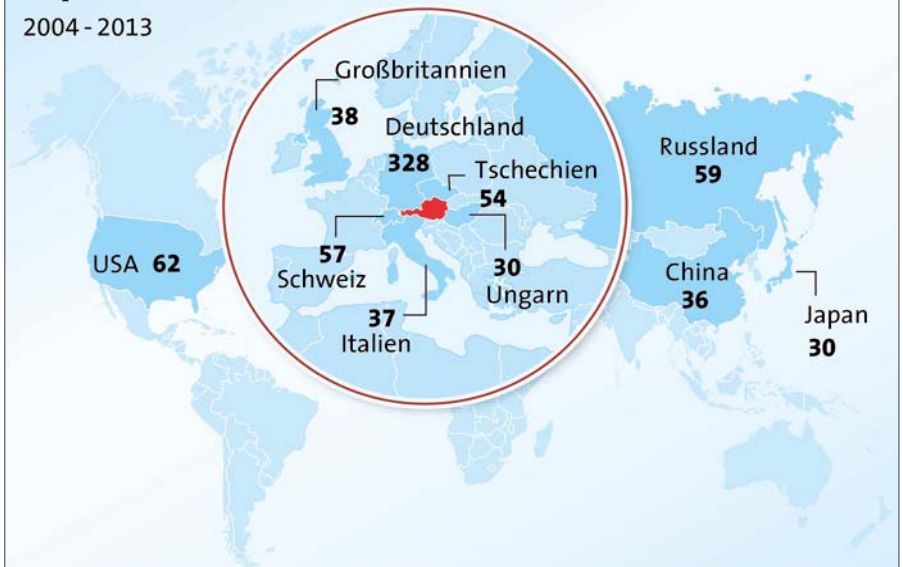 2004 - 2013
Großbritannien
38
Deutschland
328
Tschechien
54
Russland
59
USA 62
57
Schweiz
30
Ungarn
China
36
37
Italien
Japan
30